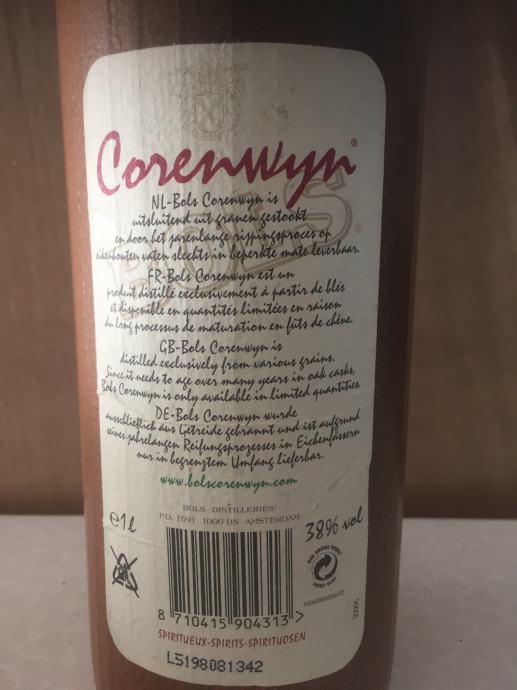 Corenwyn®
BOLS®
NL-Bols Corenwyn is
uitsluitend uit granen gestookt
en door het jarenlange rijpingsproces op
eikenhouten vaten slechts in beperkte mate leverbaar.
FR-Bols Corenwyn est un
produit distillé exclusivement à partir de blés
et disponible en quantités limitées en raison
du long processus de maturation en fûts de chêne.
GB-Bols Corenwyn is
distilled exclusively from various grains.
Since it needs to age over many years in oak casks,
Bols Corenwyn is only available in limited quantities.
DE-Bols Corenwyn wurde
ausschließlich aus Getreide gebrannt und ist aufgrund
seines jahrelangen Reifungsprozesses in Eichenfässern
nur in begrenztem Umfang lieferbar.
www.bolscorenwyn.com
BOLS DISTILLERIES
P.O. 1591 1000 BN AMSTERDAM
℮1ℓ
38% vol
DER GRÜNE PUNKT
POINT VERT
8 710415 904313 >
SPIRITUEUX-SPIRITS-SPIRITUOSEN
L5198081342